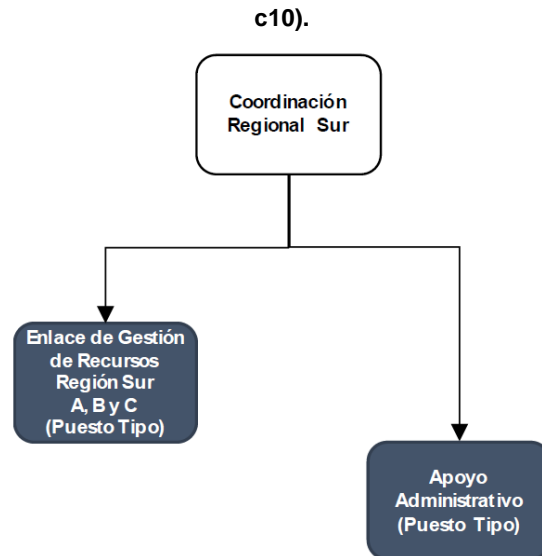 c10).
Coordinación
Regional Sur
Enlace de Gestión
de Recursos
Región Sur
A, B y C
(Puesto Tipo)
Apoyo
Administrativo
(Puesto Tipo)